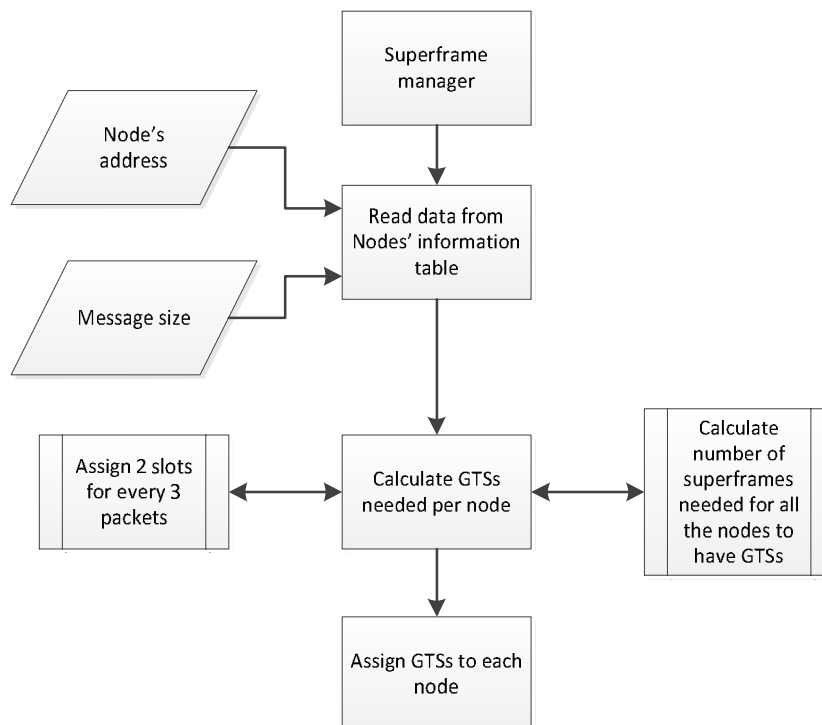 Superframe
manager
Node’s
address
Read data from
Nodes’ information
table
Message size
Assign 2 slots
for every 3
packets
Calculate GTSs
needed per node
Calculate
number of
superframes
needed for all
the nodes to
have GTSs
Assign GTSs to each
node